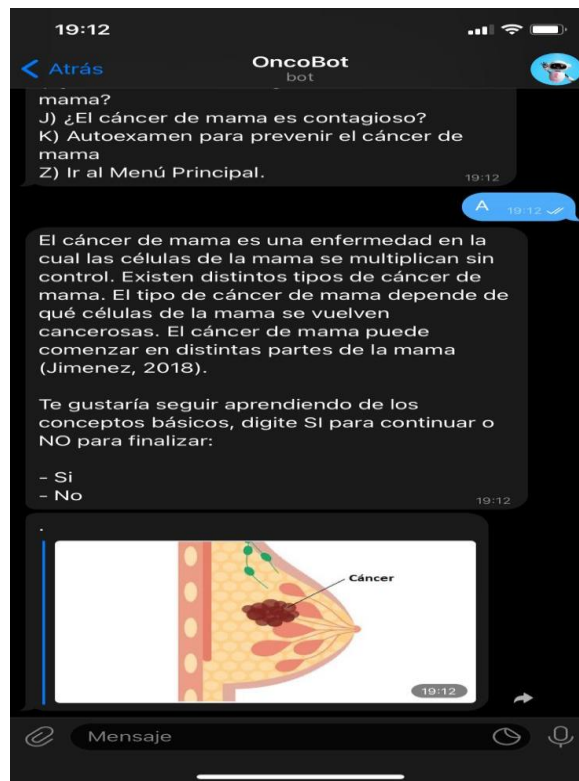 19:12
Atrás
OncoBot
bot
mama?
J) ¿El cáncer de mama es contagioso?
K) Autoexamen para prevenir el cáncer de
mama
Z) Ir al Menú Principal.
19:12
A 19:12
El cáncer de mama es una enfermedad en la
cual las células de la mama se multiplican sin
control. Existen distintos tipos de cáncer de
mama. El tipo de cáncer de mama depende de
qué células de la mama se vuelven
cancerosas. El cáncer de mama puede
comenzar en distintas partes de la mama
(Jimenez, 2018).
Te gustaría seguir aprendiendo de los
conceptos básicos, digite SI para continuar o
NO para finalizar:
- Si
- No
19:12
.
Cáncer
19:12
Mensaje